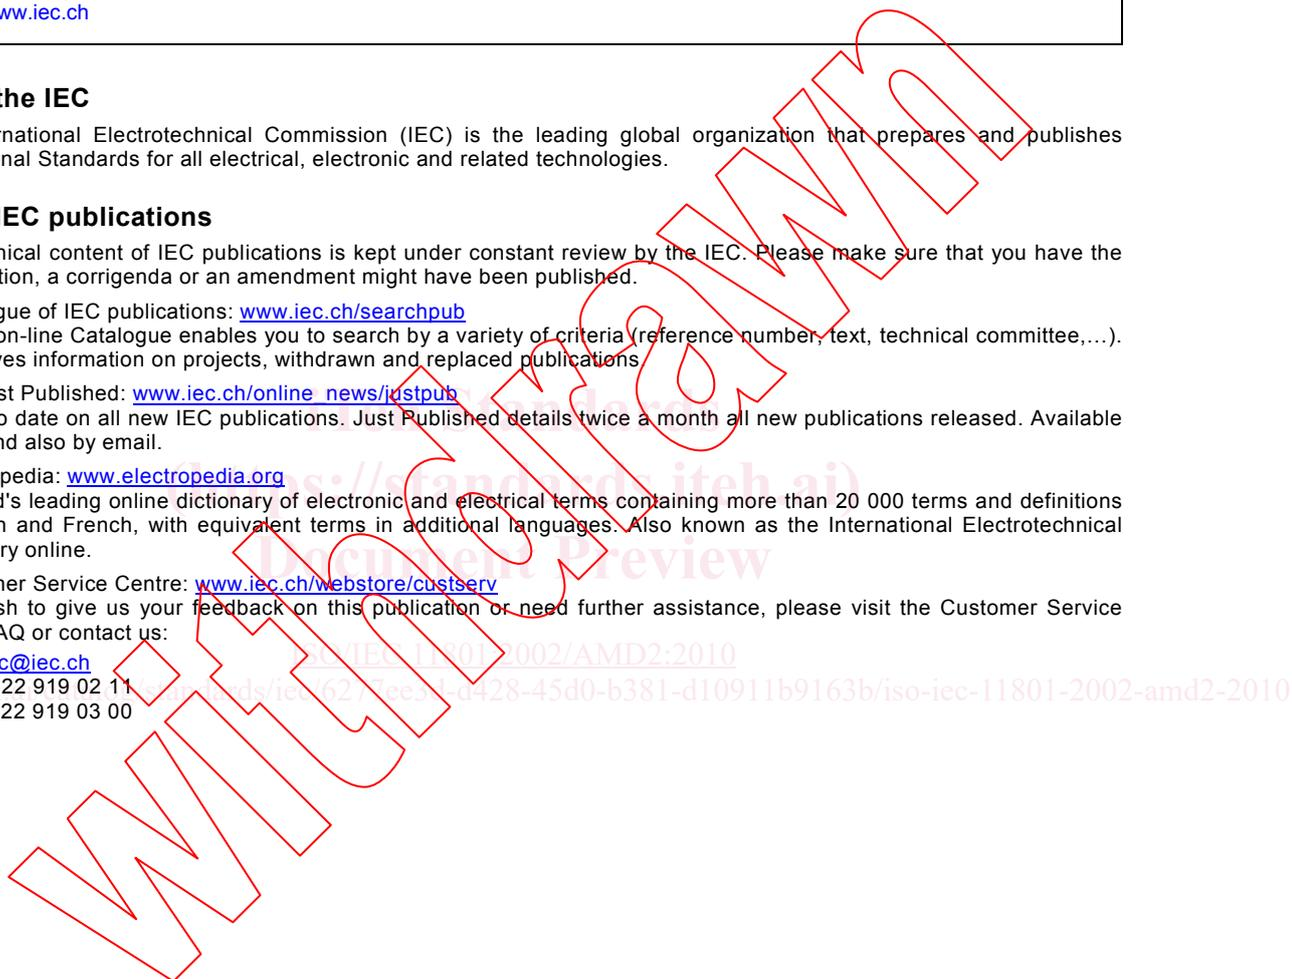 ww.iec.ch
the IEC
rnational Electrotechnical Commission (IEC) is the leading global organization that prepares and publishes
nal Standards for all electrical, electronic and related technologies.
IEC publications
nical content of IEC publications is kept under constant review by the IEC. Please make sure that you have the
tion, a corrigenda or an amendment might have been published.
gue of IEC publications: www.iec.ch/searchpub
on-line Catalogue enables you to search by a variety of criteria (reference number, text, technical committee,…).
ves information on projects, withdrawn and replaced publications.
st Published: www.iec.ch/online_news/justpub
o date on all new IEC publications. Just Published details twice a month all new publications released. Available
nd also by email.
pedia: www.electropedia.org
d's leading online dictionary of electronic and electrical terms containing more than 20 000 terms and definitions
n and French, with equivalent terms in additional languages. Also known as the International Electrotechnical
ry online.
mer Service Centre: www.iec.ch/webstore/custserv
sh to give us your feedback on this publication or need further assistance, please visit the Customer Service
AQ or contact us:
c@iec.ch
22 919 02 11
22 919 03 00
withdrawn
iTeh Standards
(https://standards.iteh.ai)
Document Preview
ISO/IEC 11801:2002/AMD2:2010
/standards/iec/6277ee3d-d428-45d0-b381-d10911b9163b/iso-iec-11801-2002-amd2-2010